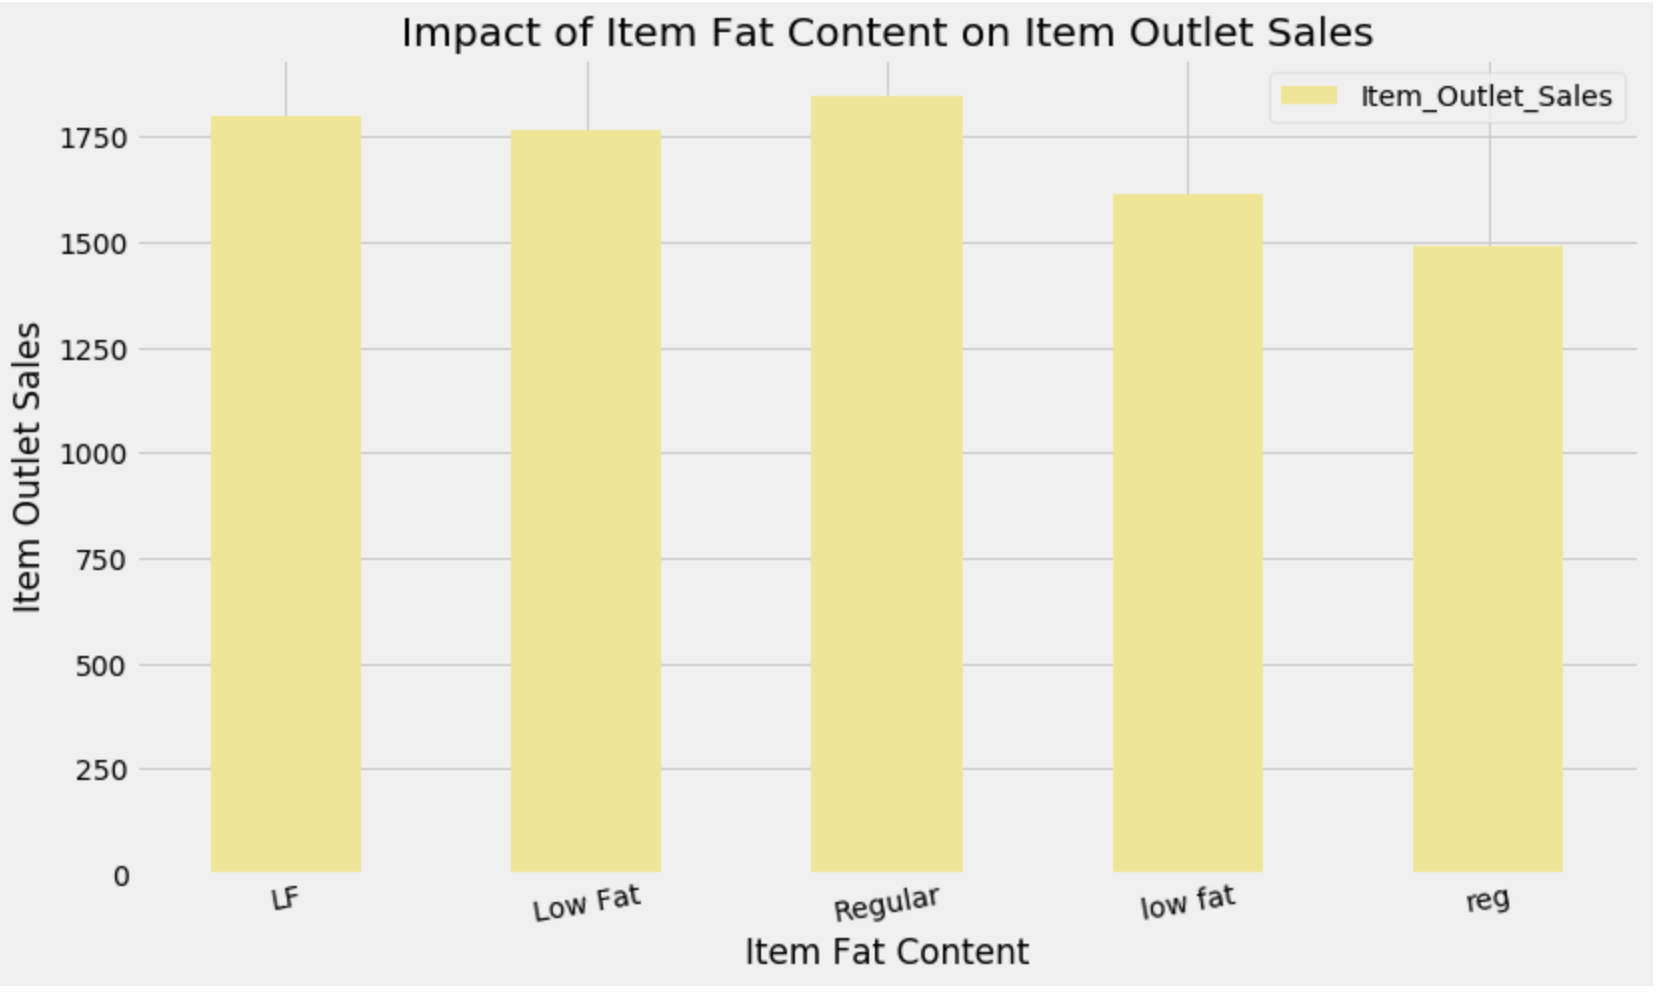 Impact of Item Fat Content on Item Outlet Sales
Item_Outlet_Sales
Item Outlet Sales
1750
1500
1250
1000
750
500
250
0
LF
Low Fat
Regular
low fat
reg
Item Fat Content